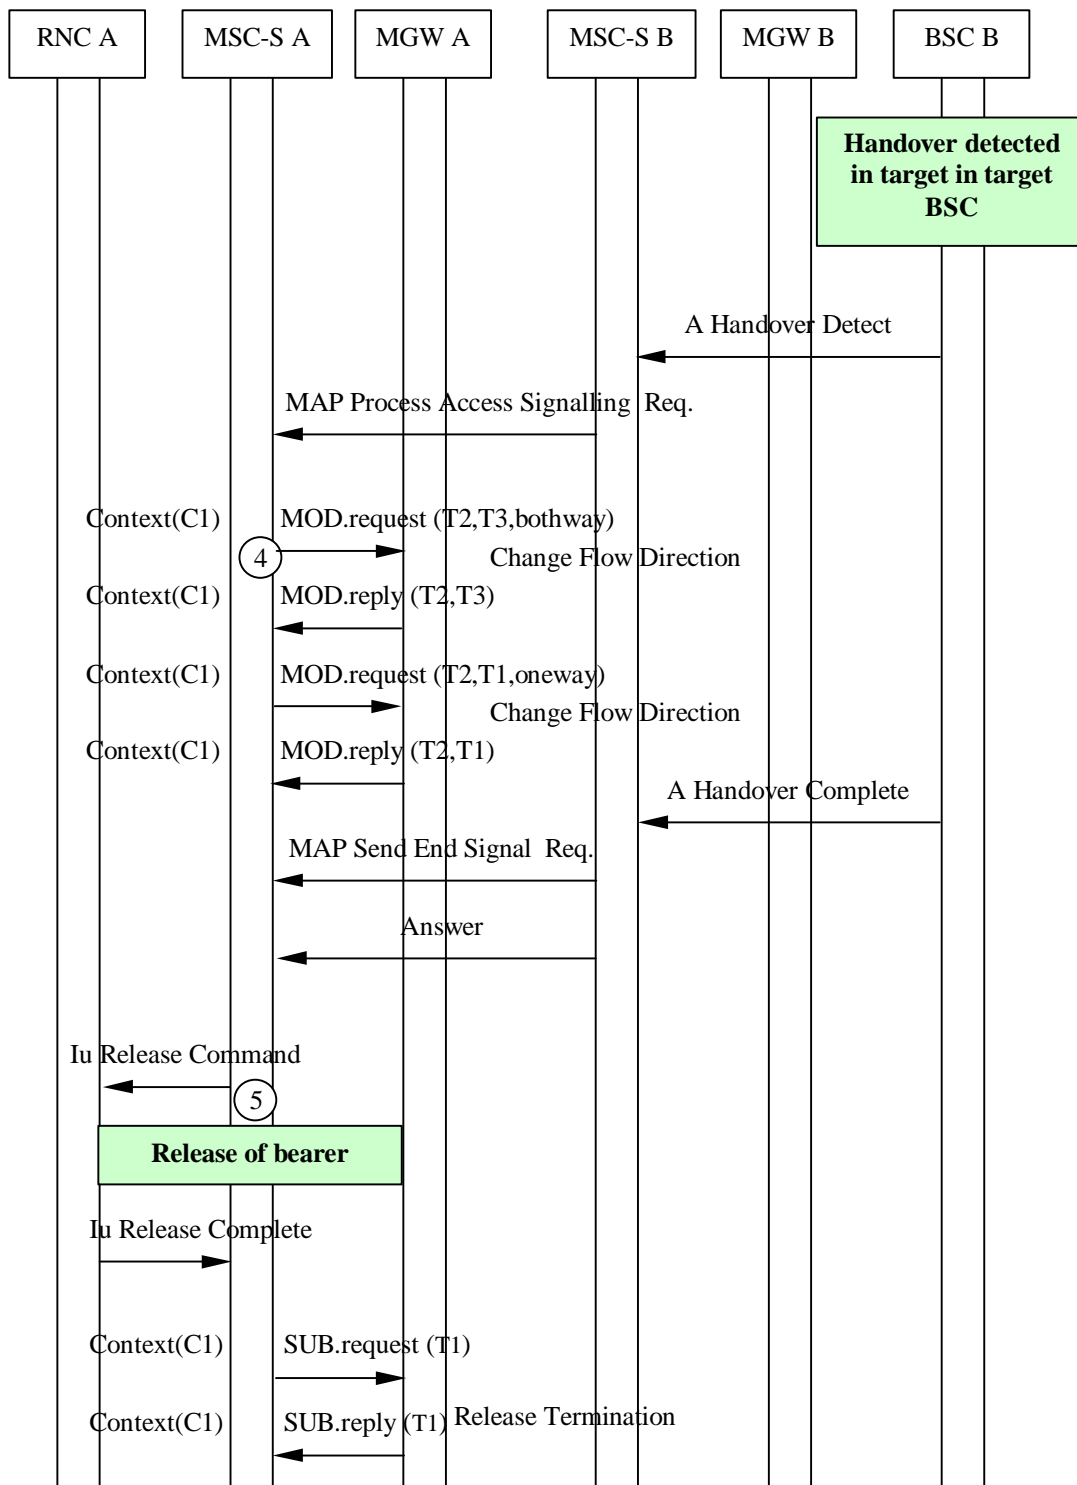 RNC A
MSC-S A
MGW A
MSC-S B
MGW B
BSC B
Handover detected
in target in target
BSC
A Handover Detect
MAP Process Access Signalling  Req.
Context(C1)
MOD.request (T2,T3,bothway)
4
Change Flow Direction
Context(C1)
MOD.reply (T2,T3)
Context(C1)
MOD.request (T2,T1,oneway)
Change Flow Direction
Context(C1)
MOD.reply (T2,T1)
A Handover Complete
MAP Send End Signal  Req.
Answer
Iu Release Command
5
Release of bearer
Iu Release Complete
Context(C1)
SUB.request (T1)
Context(C1)
SUB.reply (T1)
Release Termination